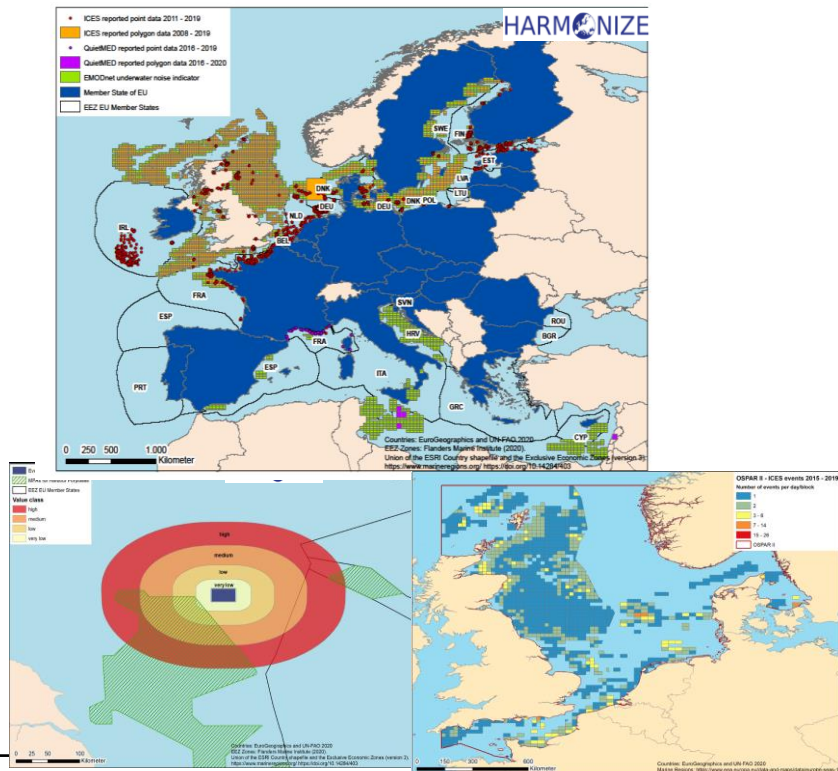 HARMONIZE
ICES reported point data 2011 - 2019
ICES reported polygon data 2008 - 2019
QuietMED reported point data 2016 - 2019
QuietMED reported polygon data 2016 - 2020
EMODnet underwater noise indicator
Member State of EU
EEZ EU Member States
SWE
FIN
EST
LVA
LTU
DNK
DEU
NLD
BEL
DEU
DNK
POL
IRL
FRA
ESP
PRT
ESP
FRA
ITA
SVN
HRV
ROU
BGR
GRC
CYP
0 250 500 1.000
Kilometer
Countries: EuroGeographics and UN-FAO 2020
EEZ-Zones: Flanders Marine Institute (2020).
Union of the ESRI Country shapefile and the Exclusive Economic Zones (version 3).
https://www.marineregions.org/ https://doi.org/10.14284/403
EEZ EU Member States
Value class
high
medium
low
very low
high
medium
low
very low
0 25 50 100
Kilometer
Countries: EuroGeographics and UN-FAO 2020
EEZ Zones: Flanders Marine Institute (2020).
Union of the ESRI Country shapefile and the Exclusive Economic Zones (version 3).
https://www.marineregions.org/ https://doi.org/10.14284/403
OSPAR II - ICES events 2015 - 2019
Number of events per day/block
1
2
3 - 6
7 - 14
15 - 26
OSPAR II
0 150 300 600
Kilometer
Countries: EuroGeographics and UN-FAO 2020